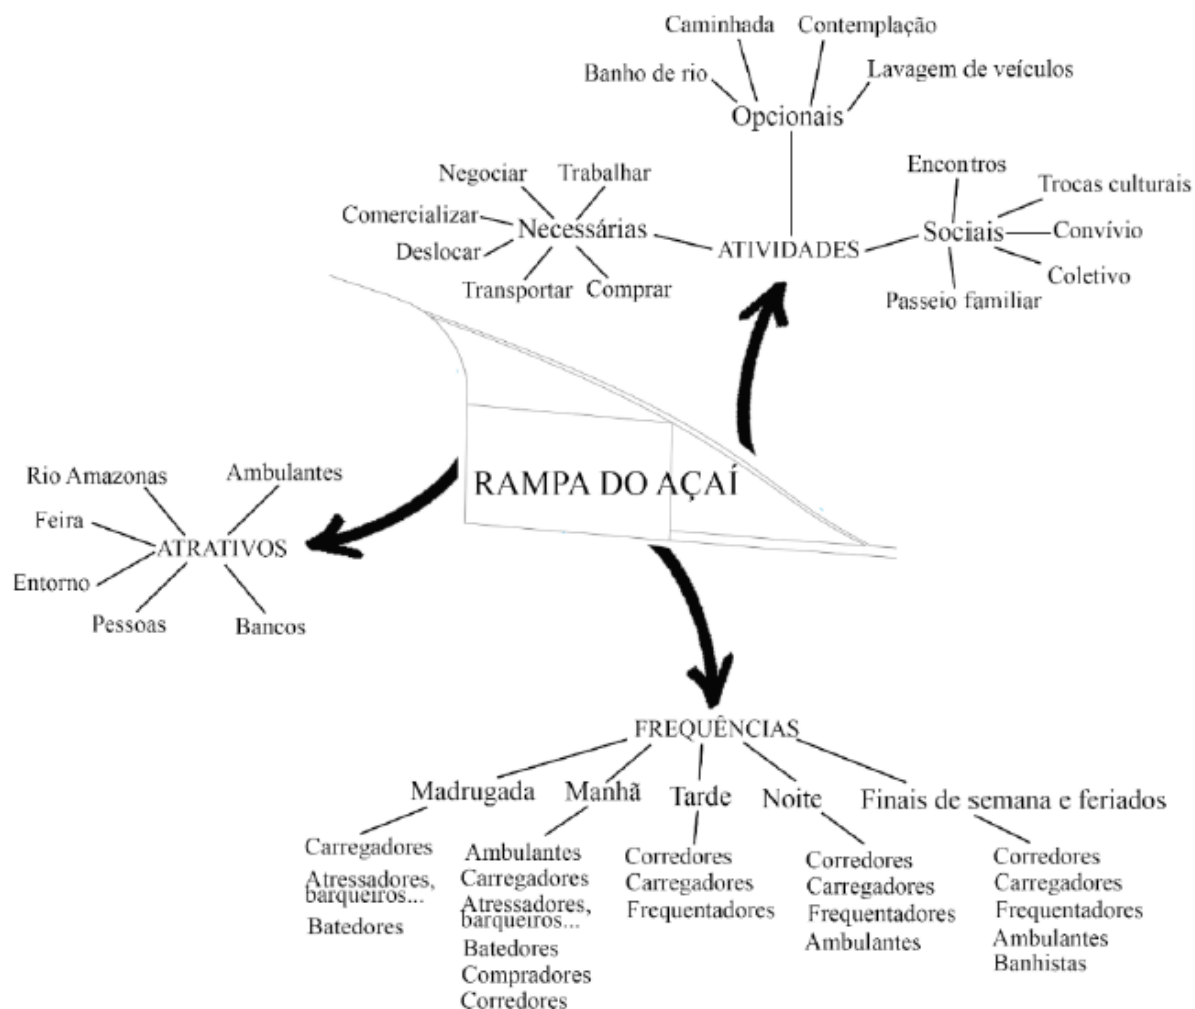 Caminhada
Contemplação
Banho de rio
Lavagem de veículos
Opcionais
Negociar
Trabalhar
Comercializar
Necessárias
Deslocar
Transportar
Comprar
ATIVIDADES
Encontros
Trocas culturais
Sociais
Convívio
Coletivo
Passeio familiar
RAMPA DO AÇAÍ
Rio Amazonas
Ambulantes
Feira
ATRATIVOS
Entorno
Pessoas
Bancos
FREQUÊNCIAS
Madrugada
Carregadores
Atressadores,
barqueiros...
Batedores
Manhã
Ambulantes
Carregadores
Atressadores,
barqueiros...
Batedores
Compradores
Corredores
Tarde
Corredores
Carregadores
Frequentadores
Noite
Corredores
Carregadores
Frequentadores
Ambulantes
Finais de semana e feriados
Corredores
Carregadores
Frequentadores
Ambulantes
Banhistas